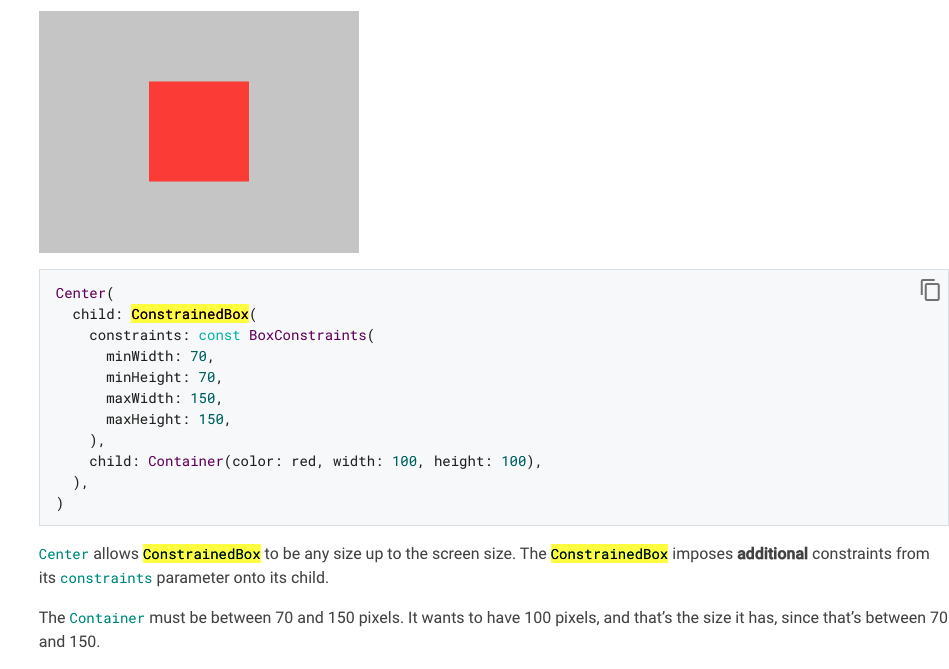 Center(
  child: ConstrainedBox(
    constraints: const BoxConstraints(
      minWidth: 70,
      minHeight: 70,
      maxWidth: 150,
      maxHeight: 150,
    ),
    child: Container(color: red, width: 100, height: 100),
  ),
)
Center allows ConstrainedBox to be any size up to the screen size. The ConstrainedBox imposes additional constraints from
its constraints parameter onto its child.
The Container must be between 70 and 150 pixels. It wants to have 100 pixels, and that’s the size it has, since that’s between 70
and 150.